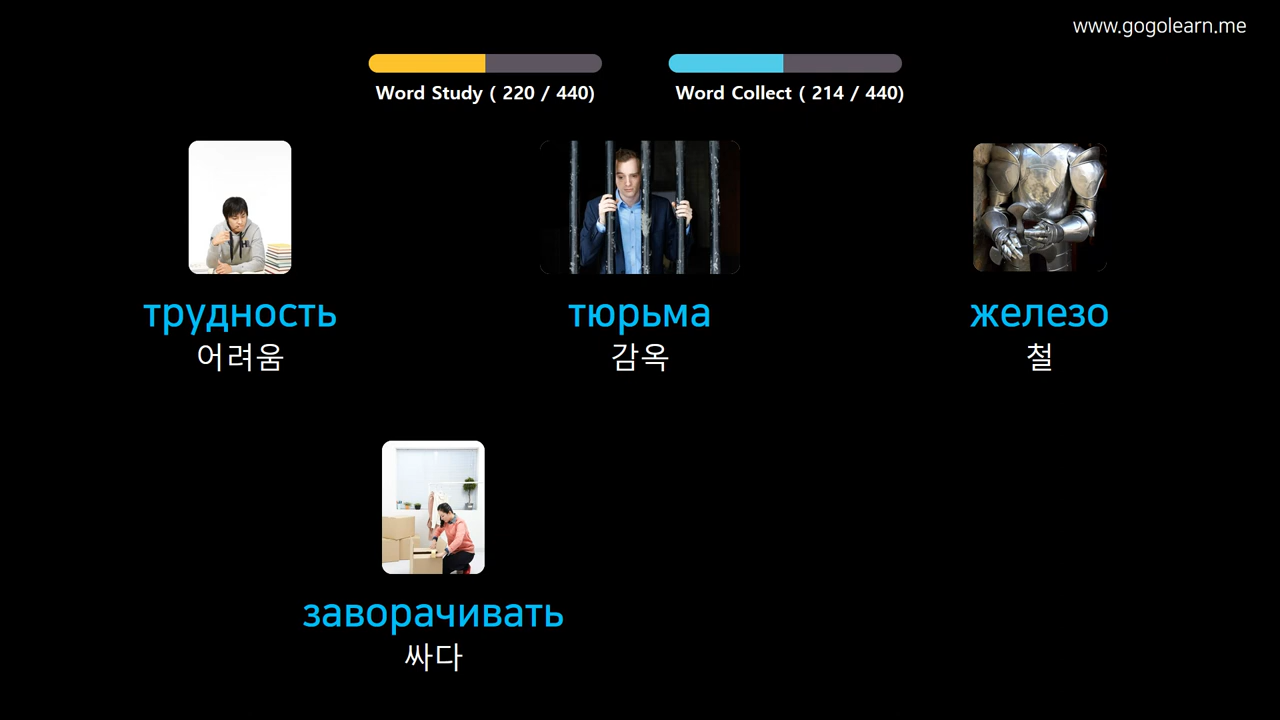 www.gogolearn.me
Word Study ( 220 / 440)
Word Collect ( 214 / 440)
трудность
어려움
тюрьма
감옥
железо
철
заворачивать
싸다